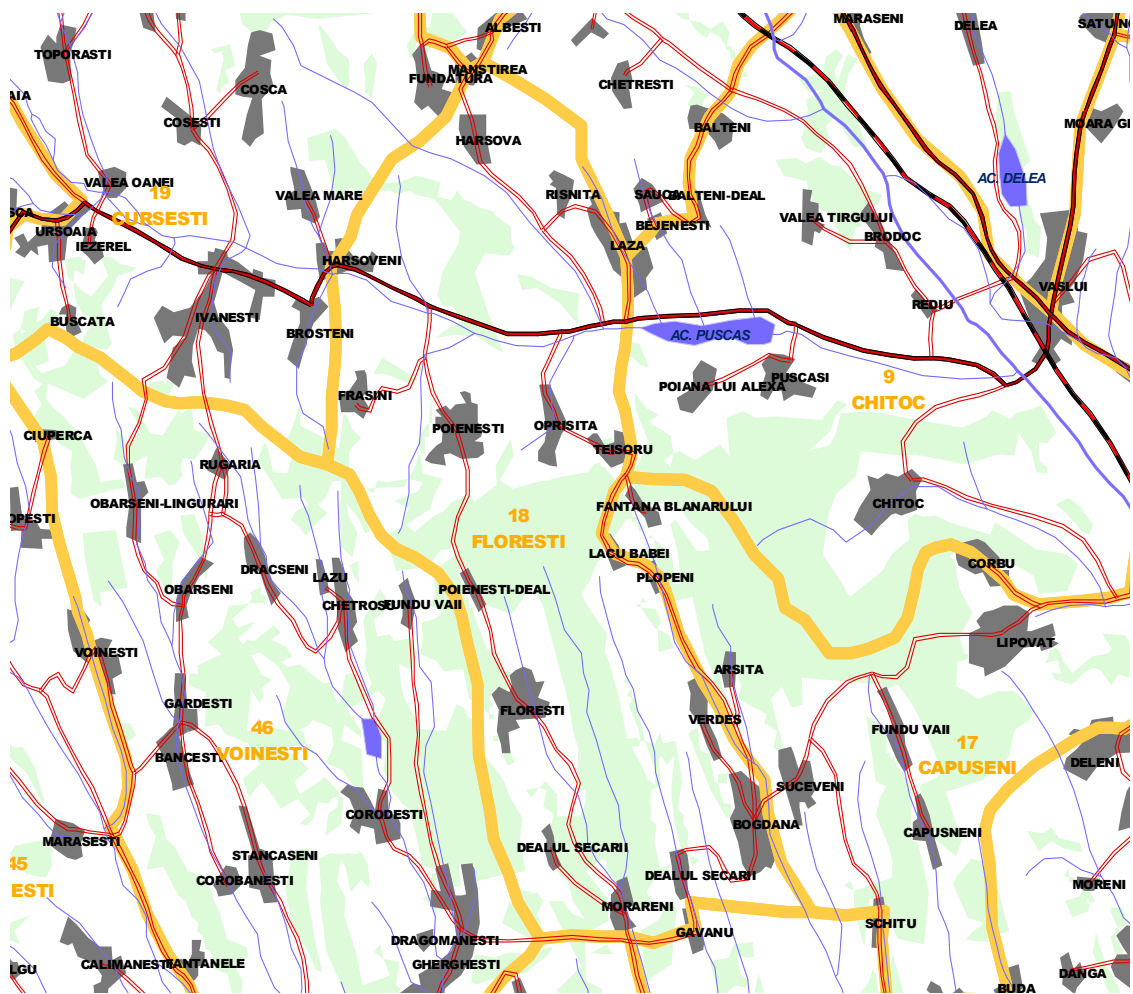 MARASENI
DELEA
SATU NO
ALBESTI
TOPORASTI
MANSTIREA
FUNDATURA
CHETRESTI
COSCA
COSESTI
HARSOVA
BALTENI
MOARA GR
AC. DELEA
VALEA OANEI
19
CURSESTI
VALEA MARE
RISNITA
SAUCA
BALTENI-DEAL
VALEA TIRGULUI
BRODOC
BEJENESTI
URSOAIA
IEZEREL
LAZA
HARSOVENI
VASLUI
REDIU
BUSCATA
IVANESTI
BROSTENI
AC. PUSCAS
9
CHITOC
PUSCASI
POIANA LUI ALEXA
FRASINI
POIENESTI
OPRISITA
CIUPERCA
TEISORU
RUGARIA
OBARSENI-LINGURARI
CHITOC
FANTANA BLANARULUI
OPESTI
18
FLORESTI
LACU BABEI
CORBU
DRACSENI
LAZU
PLOPENI
OBARSENI
CHETROSU
FUNDU VAII
POIENESTI-DEAL
LIPOVAT
VOINESTI
ARSITA
GARDESTI
FLORESTI
VERDES
46
VOINESTI
FUNDU VAII
17
CAPUSENI
BANCESTI
DELENI
SUCEVENI
CORODESTI
BOGDANA
CAPUSNENI
MARASESTI
STANCASENI
DEALUL SECARII
45
ESTI
COROBANESTI
DEALUL SECARII
MORENI
MORARENI
SCHITU
GAVANU
DRAGOMANESTI
CALIMANESTI
FANTANELE
GHERGHESTI
LGU
DANGA
BUDA